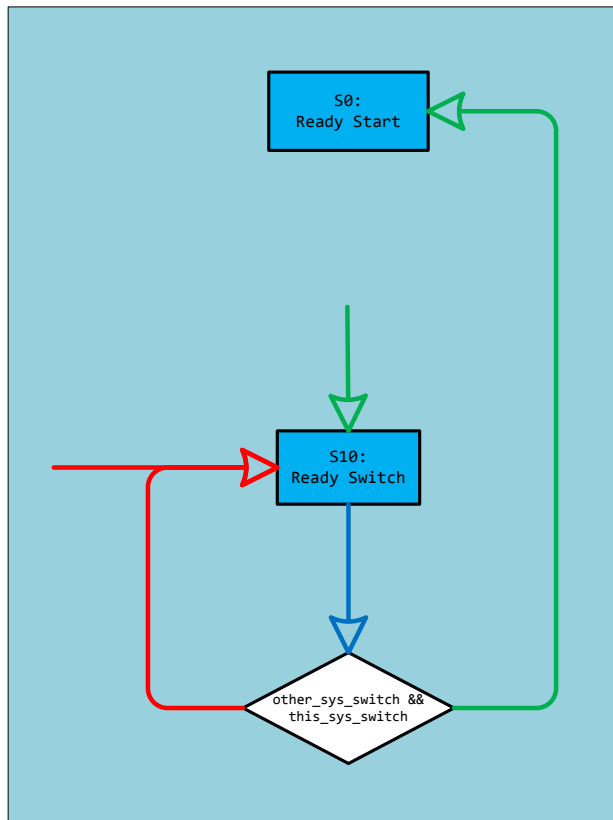 S0:
Ready Start
S10:
Ready Switch
other_sys_switch &&
this_sys_switch